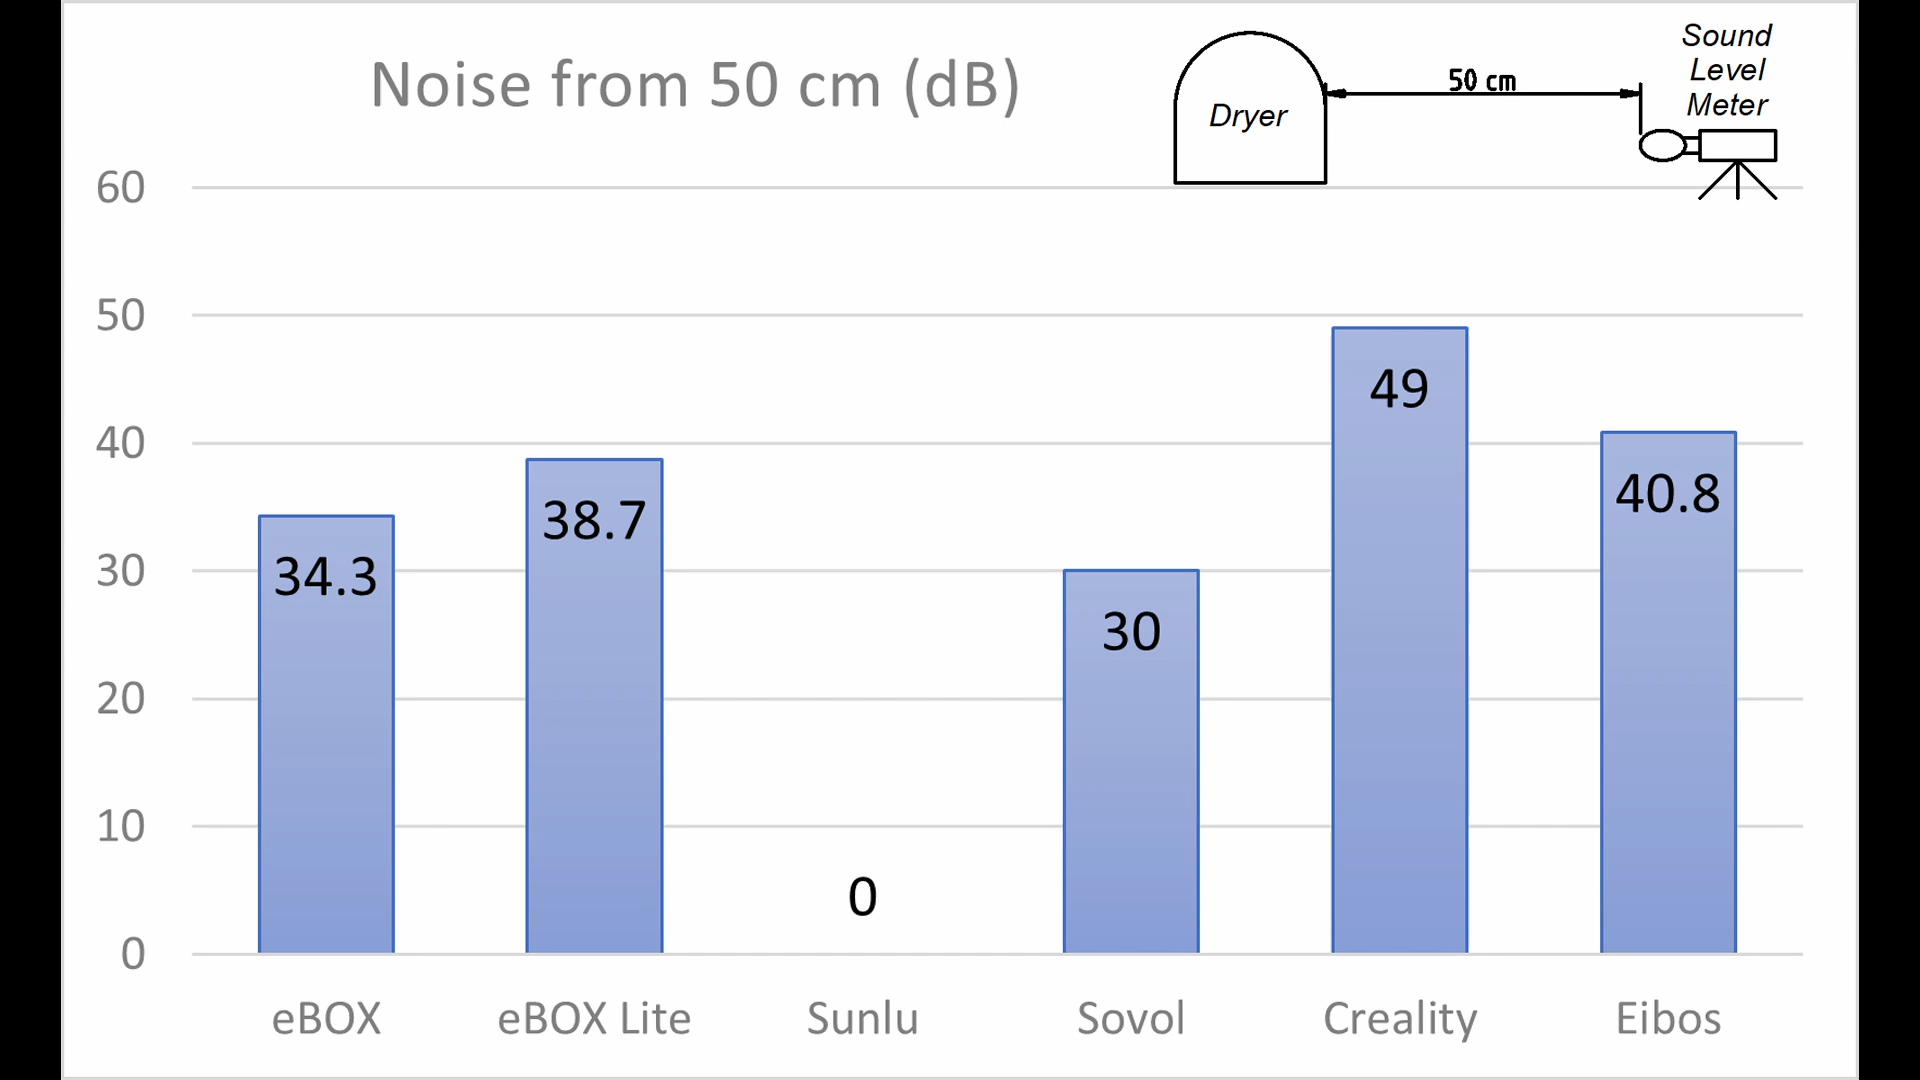 Noise from 50 cm (dB)
Dryer
50 cm
Sound
Level
Meter
60
50
40
30
20
10
0
34.3
38.7
0
30
49
40.8
eBOX
eBOX Lite
Sunlu
Sovol
Creality
Eibos